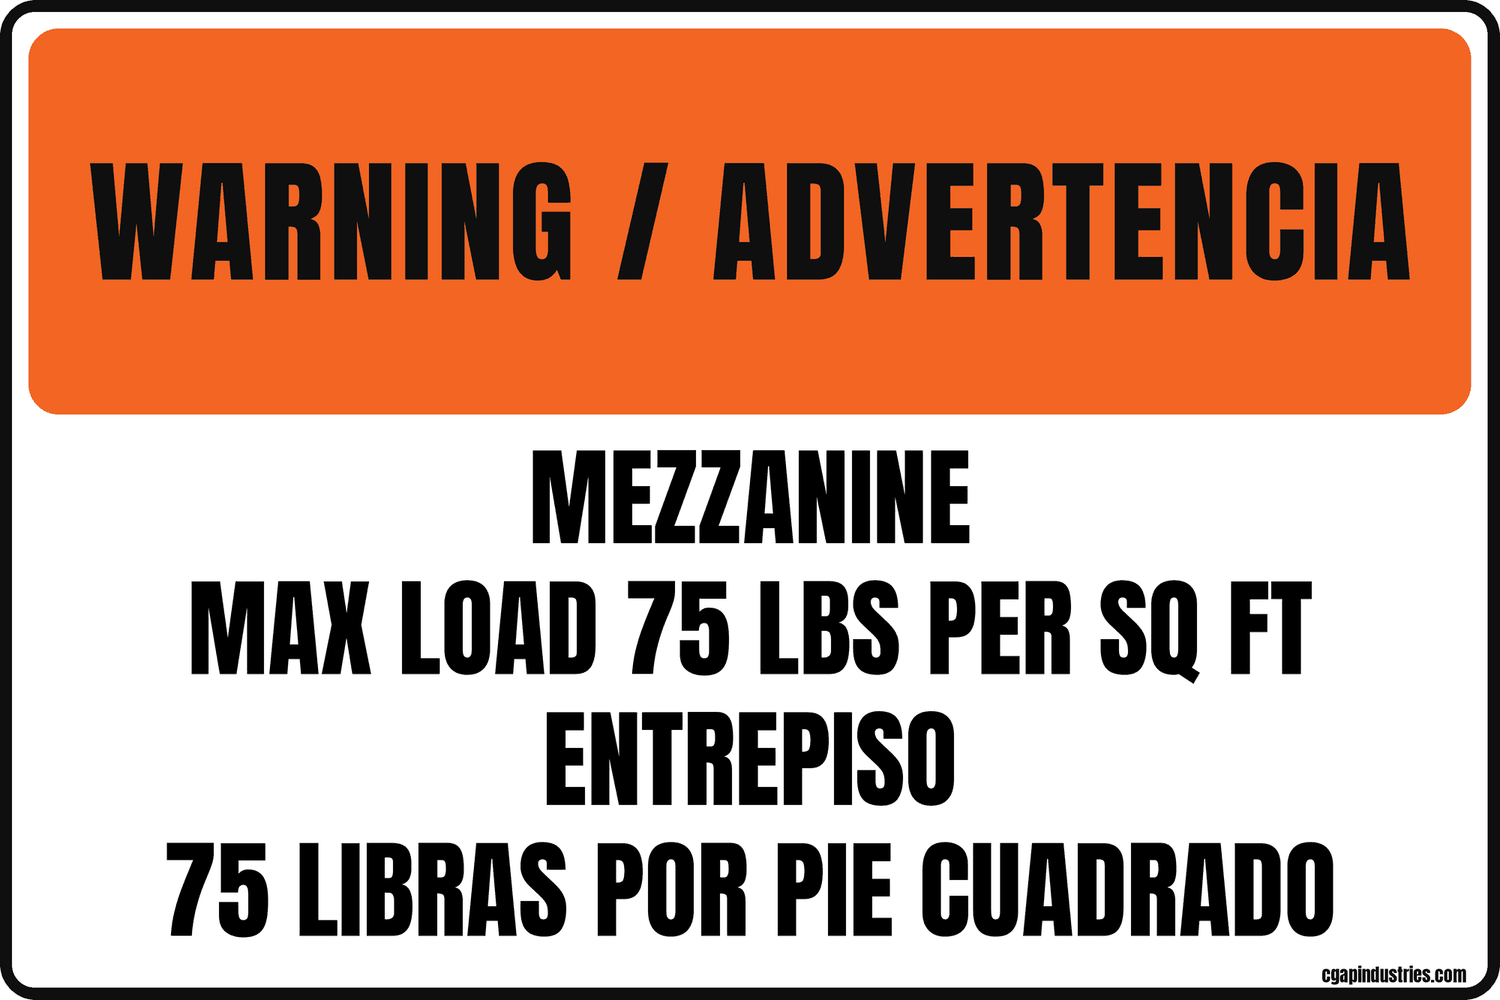 WARNING / ADVERTENCIA
MEZZANINE
MAX LOAD 75 LBS PER SQ FT
ENTREPISO
75 LIBRAS POR PIE CUADRADO
cgapindustries.com